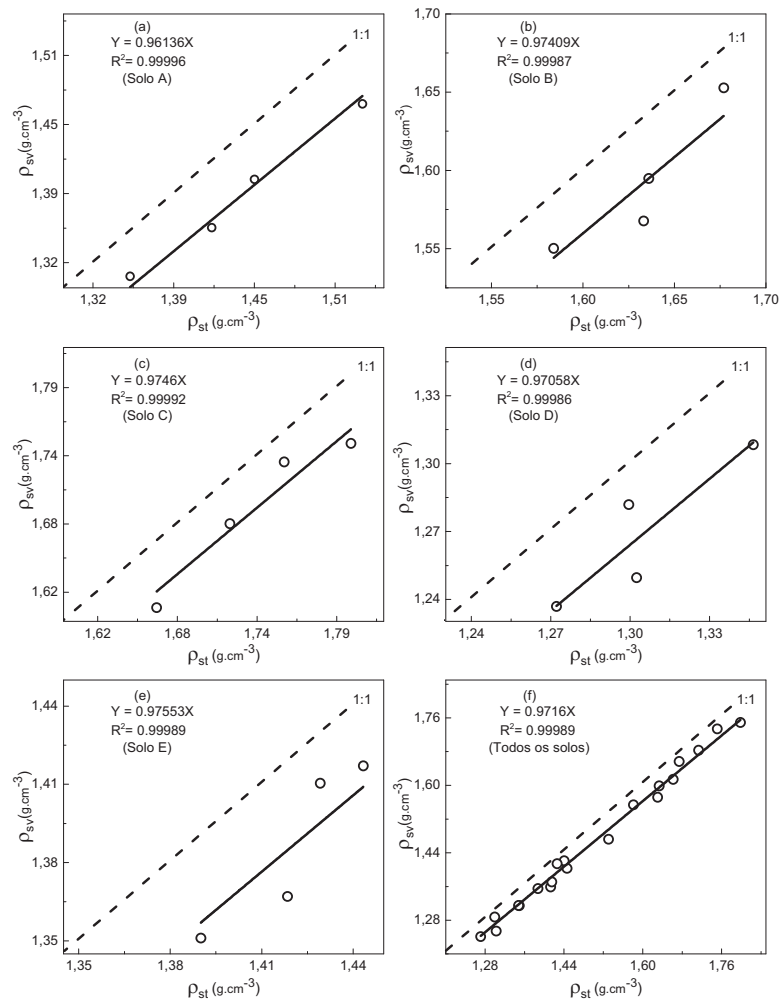 (a)
1:1
Y = 0.96136X
R²= 0.99996
(Solo A)
1,51
1,45
1,39
1,32
ρsv(g.cm⁻³)
1,32 1,39 1,45 1,51
ρst (g.cm⁻³)
1,70
(b)
1:1
Y = 0.97409X
R²= 0.99987
(Solo B)
1,65
1,60
1,55
ρsv(g.cm⁻³)
1,55 1,60 1,65 1,70
ρst (g.cm⁻³)
(c)
1:1
Y = 0.9746X
R²= 0.99992
(Solo C)
1,79
1,74
1,68
1,62
ρsv(g.cm⁻³)
1,62 1,68 1,74 1,79
ρst (g.cm⁻³)
(d)
1:1
Y = 0.97058X
R²= 0.99986
(Solo D)
1,33
1,30
1,27
1,24
ρsv(g.cm⁻³)
1,24 1,27 1,30 1,33
ρst (g.cm⁻³)
(e)
1:1
Y = 0.97553X
R²= 0.99989
(Solo E)
1,44
1,41
1,38
1,35
ρsv(g.cm⁻³)
1,35 1,38 1,41 1,44
ρst (g.cm⁻³)
(f)
1:1
Y = 0.9716X
R²= 0.99989
(Todos os solos)
1,76
1,60
1,44
1,28
ρsv(g.cm⁻³)
1,28 1,44 1,60 1,76
ρst (g.cm⁻³)